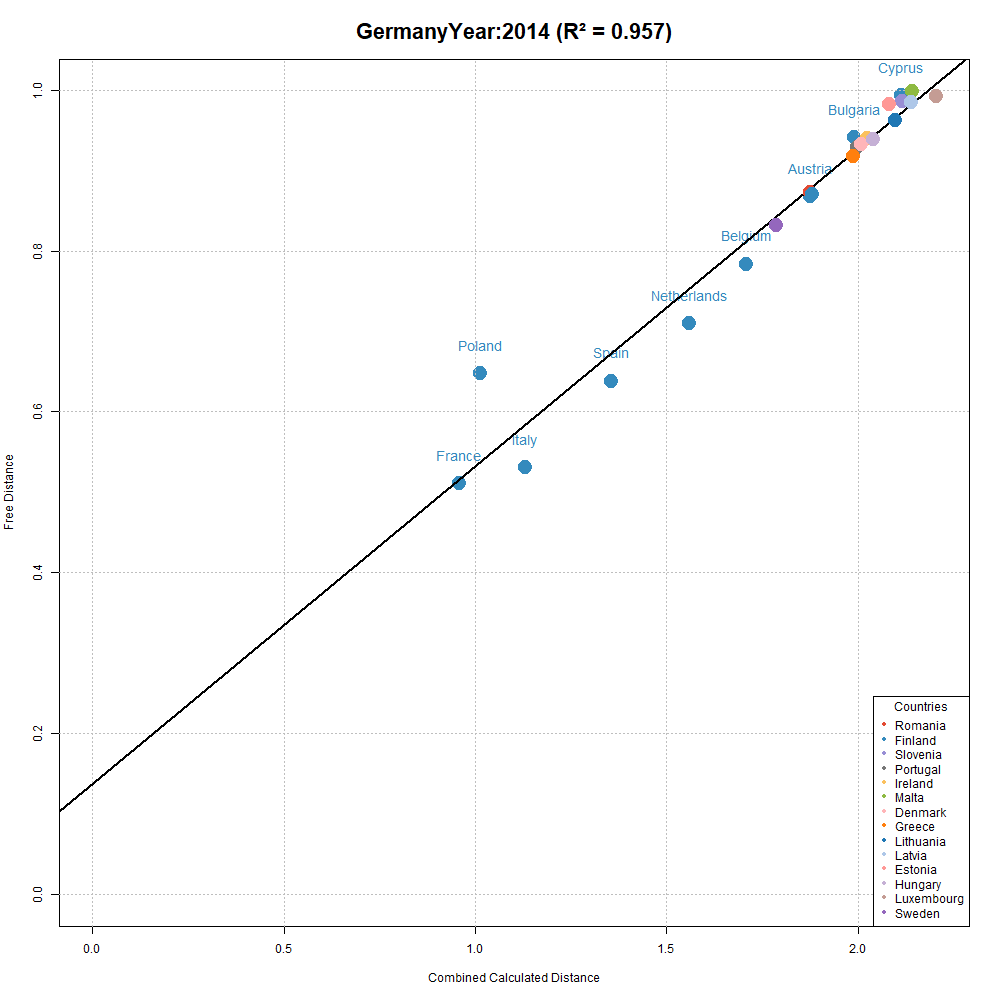 GermanyYear:2014 (R² = 0.957)
Cyprus
Bulgaria
Austria
Belgium
Netherlands
Spain
Poland
Italy
France
Free Distance
0.0
0.2
0.4
0.6
0.8
1.0
Countries
Romania
Finland
Slovenia
Portugal
Ireland
Malta
Denmark
Greece
Lithuania
Latvia
Estonia
Hungary
Luxembourg
Sweden
0.0
0.5
1.0
1.5
2.0
Combined Calculated Distance